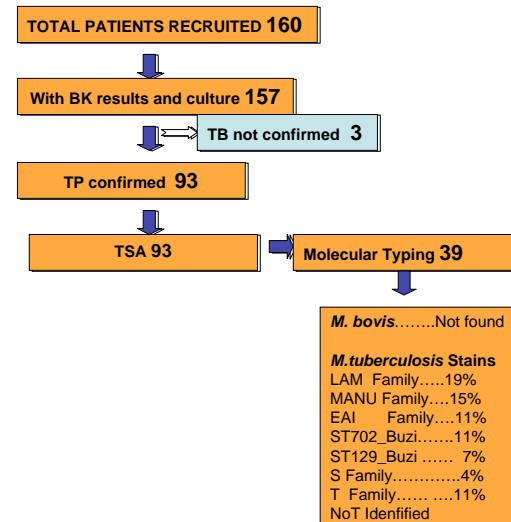 TOTAL PATIENTS RECRUITED 160
With BK results and culture 157
TB not confirmed 3
TP confirmed 93
TSA 93
Molecular Typing 39
M. bovis........Not found
M.tuberculosis Stains
LAM Family.....19%
MANU Family....15%
EAI Family....11%
ST702_Buzi.......11%
ST129_Buzi ...... 7%
S Family.............4%
T Family...... ....11%
NoT Idenfified